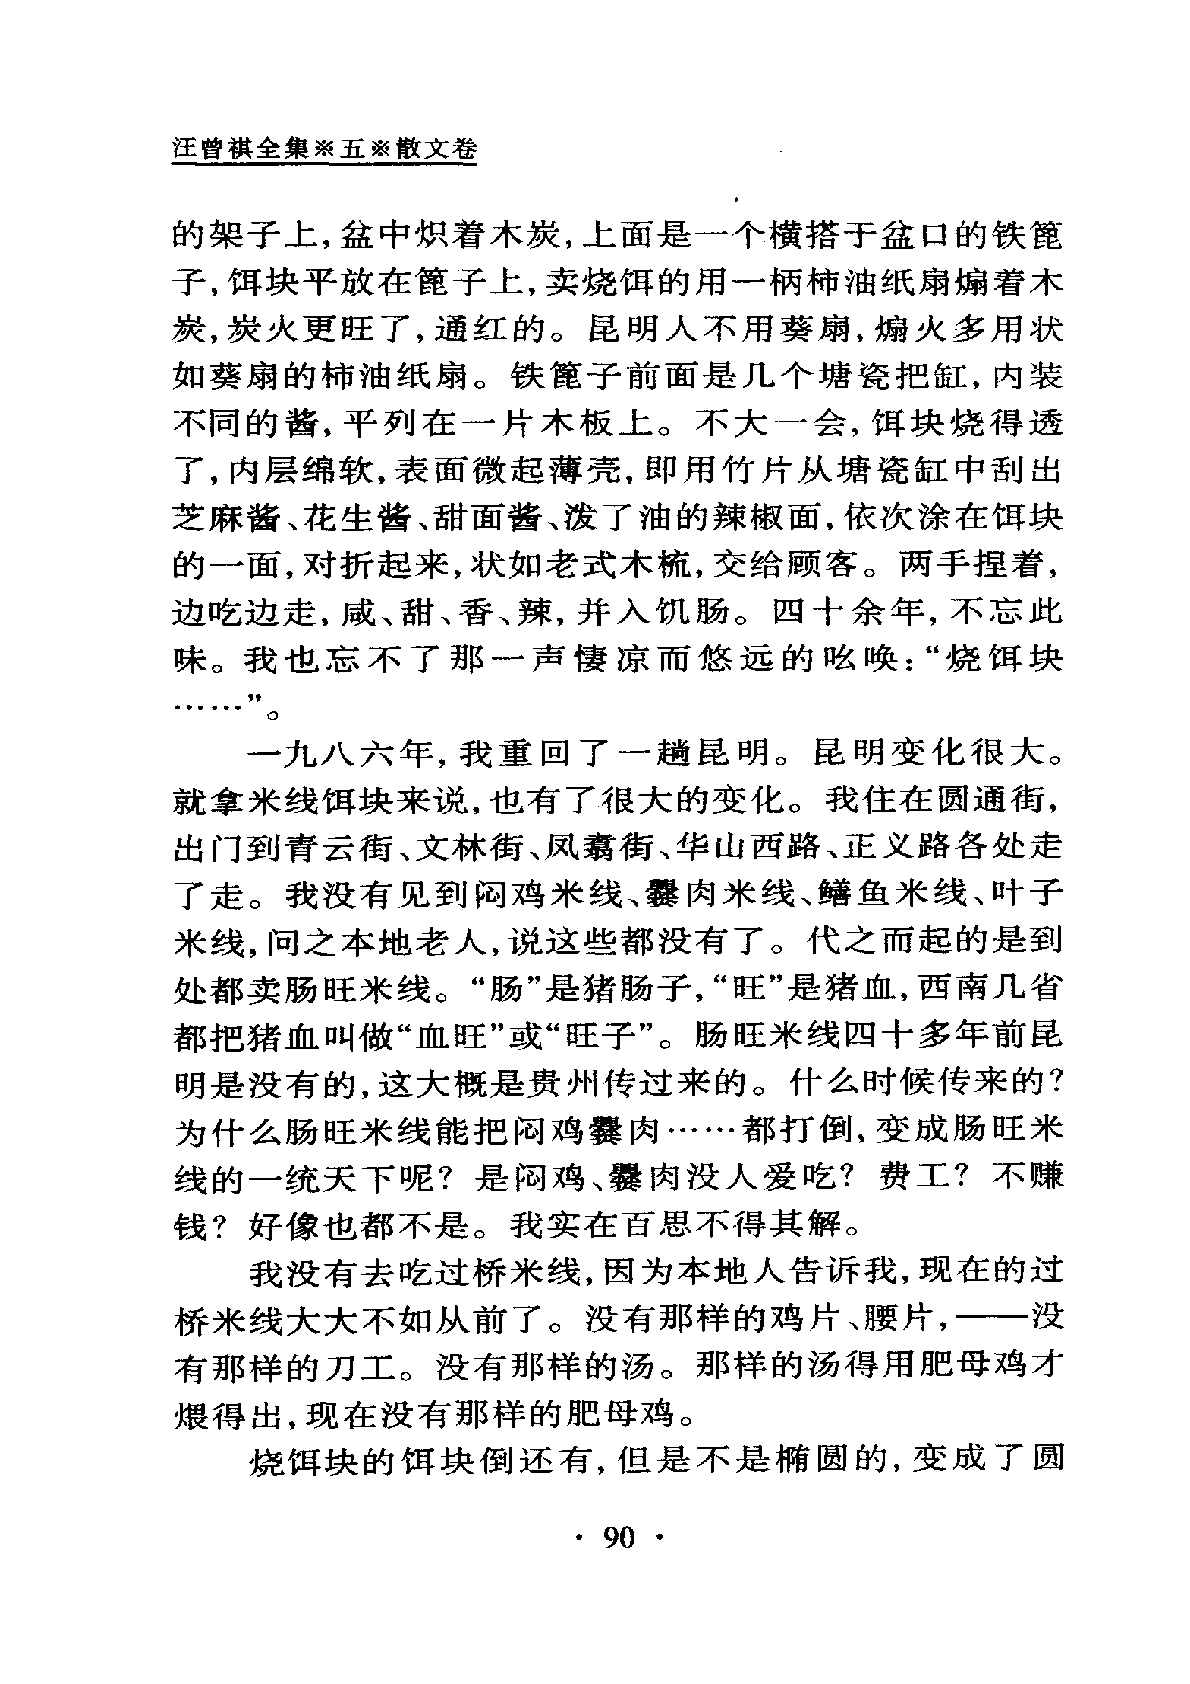 汪曾祺全集※五※散文卷
的架子上,盆中炽着木炭,上面是一个横搭于盆口的铁篦
子,饵块平放在篦子上,卖烧饵的用一柄柿油纸扇煽着木
炭,炭火更旺了,通红的。昆明人不用葵扇,煽火多用状
如葵扇的柿油纸扇。铁篦子前面是几个塘瓷把缸,内装
不同的酱,平列在一片木板上。不大一会,饵块烧得透
了,内层绵软,表面微起薄壳,即用竹片从塘瓷缸中刮出
芝麻酱、花生酱、甜面酱、泼了油的辣椒面,依次涂在饵块
的一面,对折起来,状如老式木梳,交给顾客。两手捏着,
边吃边走,咸、甜、香、辣,并入饥肠。四十余年,不忘此
味。我也忘不了那一声悽凉而悠远的吆唤:“烧饵块
……”。
一九八六年,我重回了一趟昆明。昆明变化很大。
就拿米线饵块来说,也有了很大的变化。我住在圆通街,
出门到青云街、文林街、凤翥街、华山西路、正义路各处走
了走。我没有见到闷鸡米线、爨肉米线、鳝鱼米线、叶子
米线,问之本地老人,说这些都没有了。代之而起的是到
处都卖肠旺米线。“肠”是猪肠子,“旺”是猪血,西南几省
都把猪血叫做“血旺”或“旺子”。肠旺米线四十多年前昆
明是没有的,这大概是贵州传过来的。什么时候传来的?
为什么肠旺米线能把闷鸡爨肉……都打倒,变成肠旺米
线的一统天下呢?是闷鸡、爨肉没人爱吃?费工?不赚
钱?好像也都不是。我实在百思不得其解。
我没有去吃过桥米线,因为本地人告诉我,现在的过
桥米线大大不如从前了。没有那样的鸡片、腰片,——没
有那样的刀工。没有那样的汤。那样的汤得用肥母鸡才
煨得出,现在没有那样的肥母鸡。
烧饵块的饵块倒还有,但是不是椭圆的,变成了圆
· 90 ·